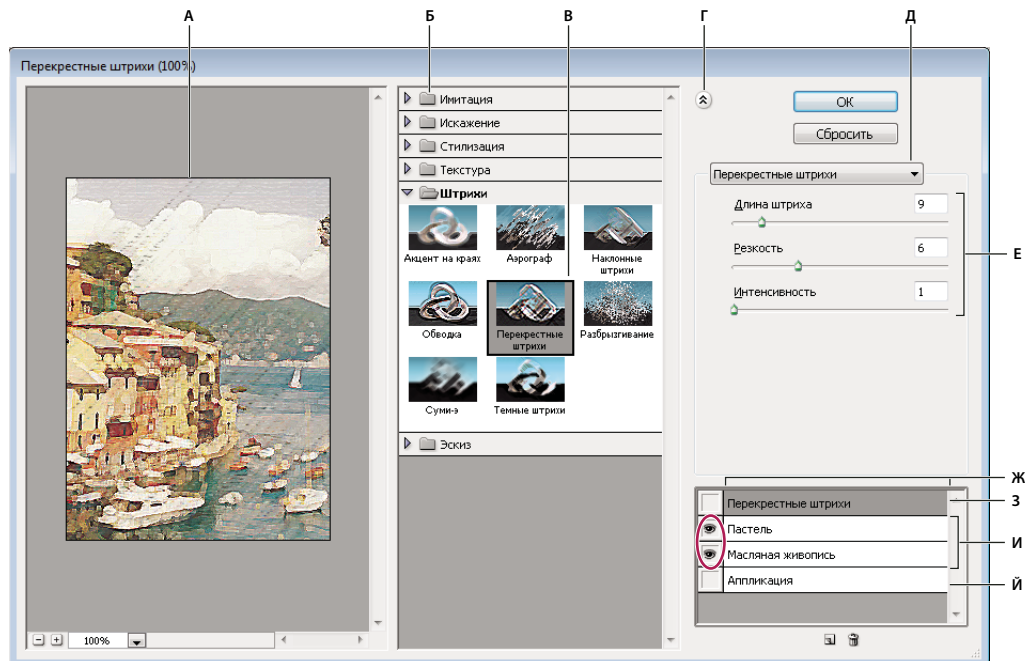 А
Б
В
Г
Д
Перекрестные штрихи (100%)
Имитация
Искажение
Стилизация
Текстура
Штрихи
Акцент на краях
Аэрограф
Наклонные
штрихи
Обводка
Перекрестные
штрихи
Разбрызгивание
Суми-э
Темные штрихи
Эскиз
100%
ОК
Сбросить
Перекрестные штрихи
Длина штриха 9
Резкость 6
Интенсивность 1
Е
Ж
Перекрестные штрихи
З
Пастель
И
Масляная живопись
Аппликация
Й